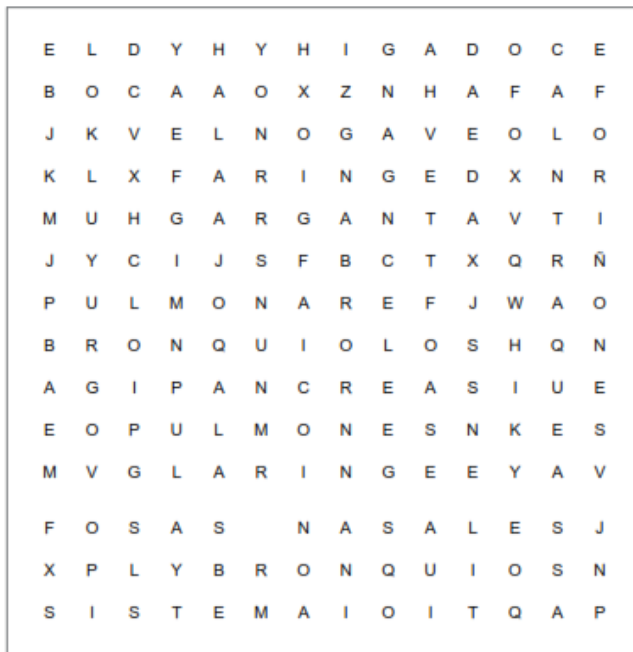 E L D Y H Y H I G A D O C E
B O C A A O X Z N H A F A F
J K V E L N O G A V E O L O
K L X F A R I N G E D X N R
M U H G A R G A N T A V T I
J Y C I J S F B C T X Q R Ñ
P U L M O N A R E F J W A O
B R O N Q U I O L O S H Q N
A G I P A N C R E A S I U E
E O P U L M O N E S N K E S
M V G L A R I N G E E Y A V
F O S A S N A S A L E S J
X P L Y B R O N Q U I O S N
S I S T E M A I O I T Q A P